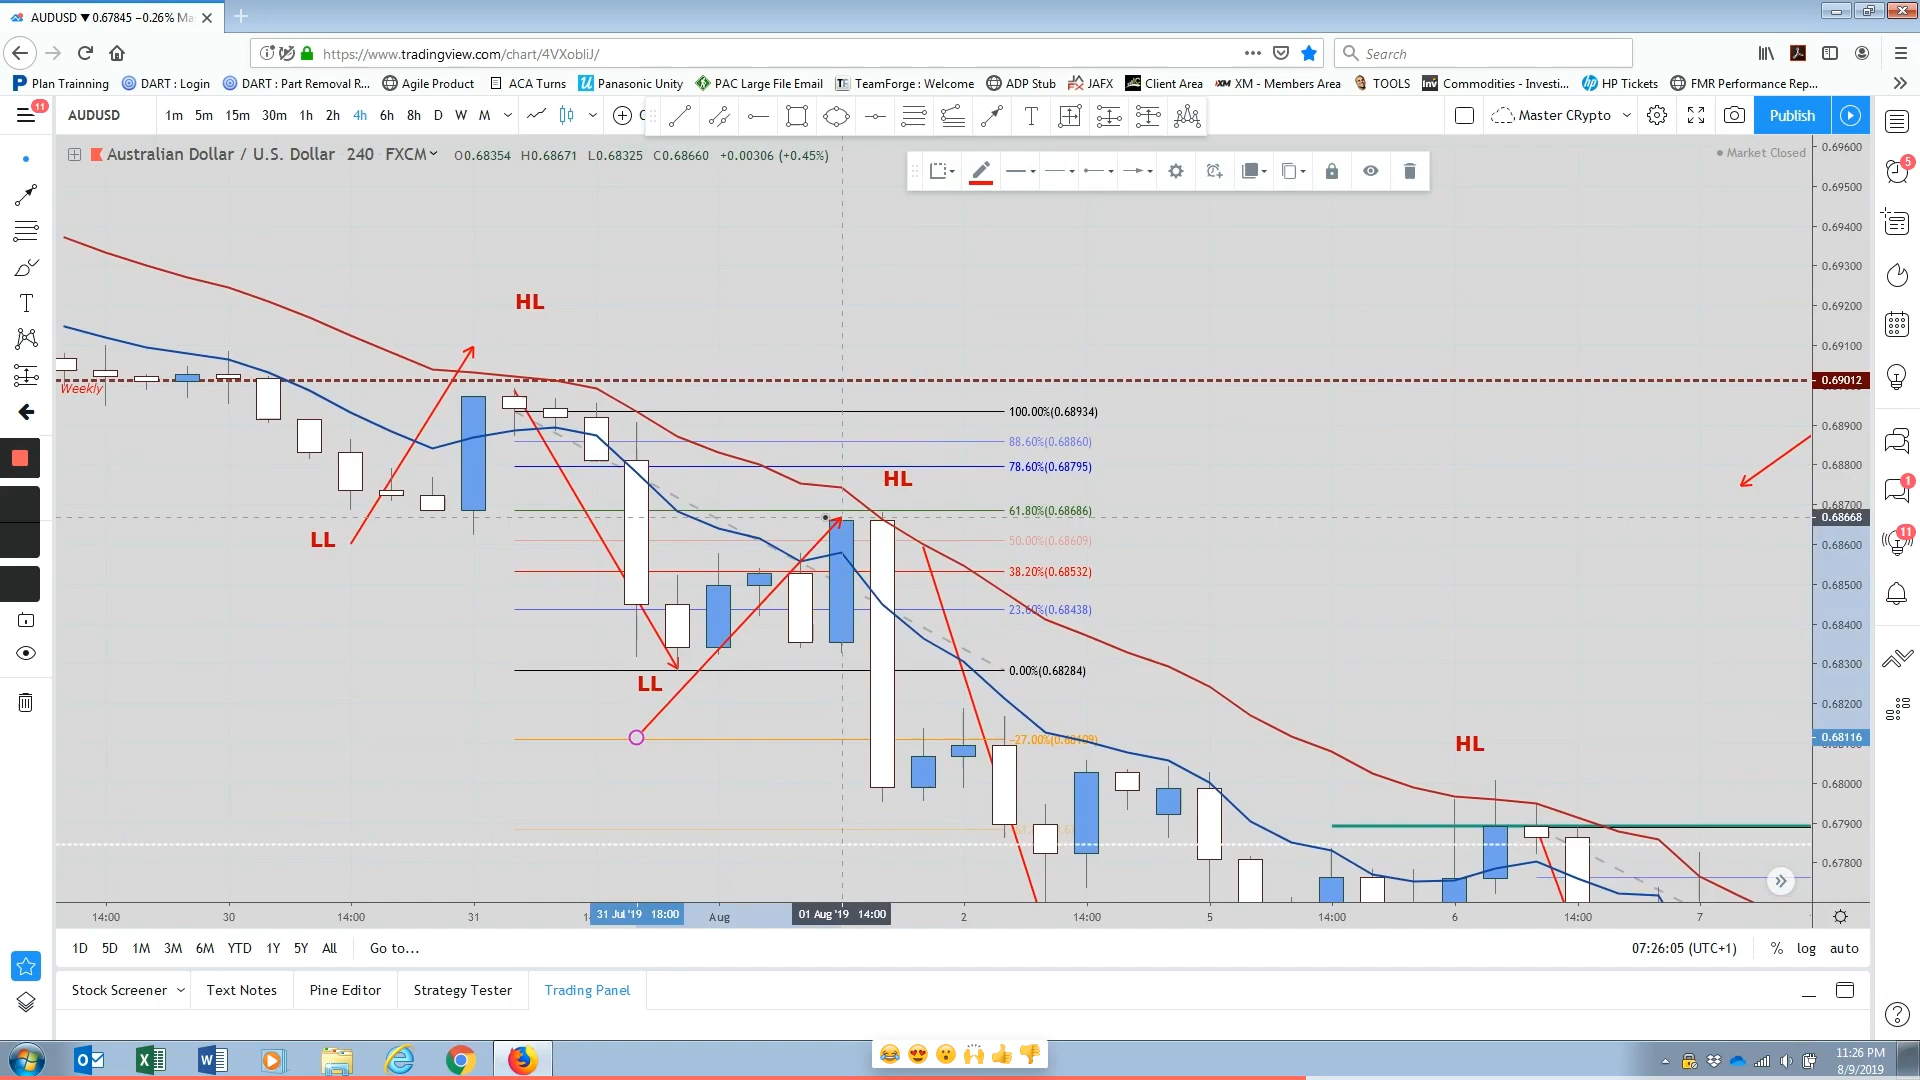 AUDUSD ▼ 0.67845 −0.26% Ma
https://www.tradingview.com/chart/4VXobliJ/
Search
Plan Trainning
DART : Login
DART : Part Removal R...
Agile Product
ACA Turns
Panasonic Unity
PAC Large File Email
TeamForge : Welcome
ADP Stub
JAFX
Client Area
XM - Members Area
TOOLS
Commodities - Investi...
HP Tickets
FMR Performance Rep...
11
AUDUSD
1m 5m 15m 30m 1h 2h 4h 6h 8h D W M
Master CRypto
Publish
Australian Dollar / U.S. Dollar 240 FXCM
O0.68354 H0.68671 L0.68325 C0.68660 +0.00306 (+0.45%)
Market Closed
0.69600
0.69500
0.69400
0.69300
0.69200
0.69100
0.69012
0.68900
0.68800
0.68700
0.68668
0.68600
0.68500
0.68400
0.68300
0.68200
0.68116
0.68000
0.67900
0.67800
5
1
11
Weekly
HL
LL
LL
HL
HL
100.00%(0.68934)
88.60%(0.68860)
78.60%(0.68795)
61.80%(0.68686)
50.00%(0.68609)
38.20%(0.68532)
23.60%(0.68438)
0.00%(0.68284)
-27.00%(0.68109)
14:00
30
14:00
31
31 Jul '19 18:00
Aug
01 Aug '19 14:00
2
14:00
5
14:00
6
14:00
7
1D 5D 1M 3M 6M YTD 1Y 5Y All
Go to...
07:26:05 (UTC+1)
% log auto
Stock Screener
Text Notes
Pine Editor
Strategy Tester
Trading Panel
11:26 PM
8/9/2019